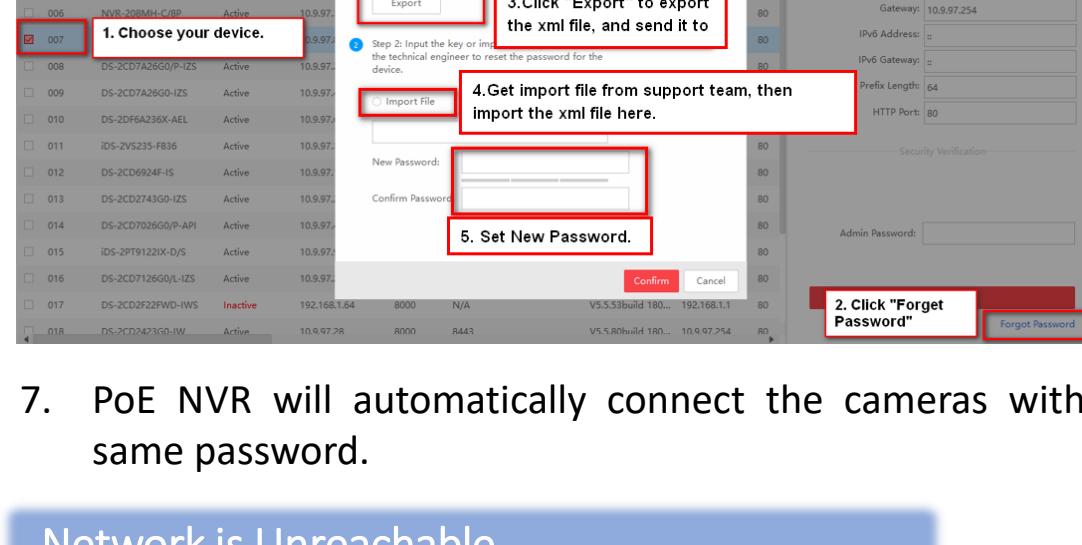 006 NVR-208MH-C/8P Active 10.9.97. Export 3.Click "Export" to export 80 Gateway: 10.9.97.254
the xml file, and send it to
007 1. Choose your device. 80 IPv6 Address: ::
2 Step 2: Input the key or
the technical engineer to reset the password for the
device.
008 DS-2CD7A26G0/P-IZS Active 10.9.97. 80 IPv6 Gateway: ::
009 DS-2CD7A26G0-IZS Active 10.9.97. Import File 4.Get import file from support team, then Prefix Length: 64
import the xml file here.
010 DS-2DF6A236X-AEL Active 10.9.97. HTTP Port: 80
011 iDS-2VS235-F836 Active 10.9.97. 80 Security Verification
012 DS-2CD6924F-IS Active 10.9.97. New Password: 80
013 DS-2CD2743G0-IZS Active 10.9.97. Confirm Password 80
014 DS-2CD7026G0/P-API Active 10.9.97. 5. Set New Password. 80 Admin Password:
015 iDS-2PT9122IX-D/S Active 10.9.97. 80
016 DS-2CD7126G0/L-IZS Active 10.9.97. Confirm Cancel 80
017 DS-2CD2F22FWD-IWS Inactive 192.168.1.64 8000 N/A V5.5.53build 180... 192.168.1.1 80 2. Click "Forget
Password"
018 DS-2CD2423G0-IW Active 10.9.97.28 8000 8443 V5.5.80build 180... 10.9.97.254 80 Forgot Password
7. PoE NVR will automatically connect the cameras with
same password.
Network is Unreachable